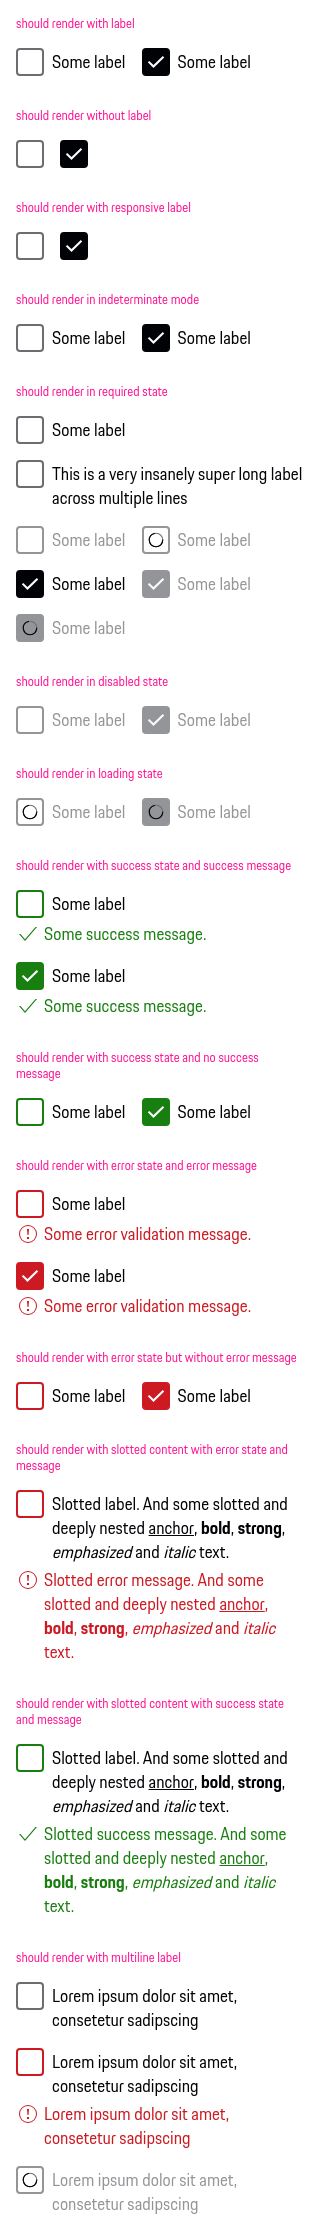 should render with label
Some label Some label
should render without label
should render with responsive label
should render in indeterminate mode
Some label Some label
should render in required state
Some label
This is a very insanely super long label
across multiple lines
Some label Some label
Some label Some label
Some label
should render in disabled state
Some label Some label
should render in loading state
Some label Some label
should render with success state and success message
Some label
Some success message.
Some label
Some success message.
should render with success state and no success
message
Some label Some label
should render with error state and error message
Some label
Some error validation message.
Some label
Some error validation message.
should render with error state but without error message
Some label Some label
should render with slotted content with error state and
message
Slotted label. And some slotted and
deeply nested anchor, bold, strong,
emphasized and italic text.
Slotted error message. And some
slotted and deeply nested anchor,
bold, strong, emphasized and italic
text.
should render with slotted content with success state
and message
Slotted label. And some slotted and
deeply nested anchor, bold, strong,
emphasized and italic text.
Slotted success message. And some
slotted and deeply nested anchor,
bold, strong, emphasized and italic
text.
should render with multiline label
Lorem ipsum dolor sit amet,
consetetur sadipscing
Lorem ipsum dolor sit amet,
consetetur sadipscing
Lorem ipsum dolor sit amet,
consetetur sadipscing
Lorem ipsum dolor sit amet,
consetetur sadipscing